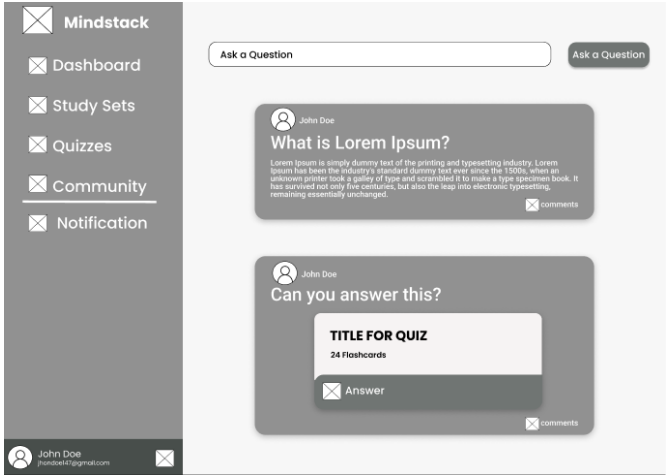 Mindstack
Dashboard
Study Sets
Quizzes
Community
Notification
John Doe
jhondoe147@gmail.com
Ask a Question
Ask a Question
John Doe
What is Lorem Ipsum?
Lorem Ipsum is simply dummy text of the printing and typesetting industry. Lorem
Ipsum has been the industry's standard dummy text ever since the 1500s, when an
unknown printer took a galley of type and scrambled it to make a type specimen book. It
has survived not only five centuries, but also the leap into electronic typesetting,
remaining essentially unchanged.
comments
John Doe
Can you answer this?
TITLE FOR QUIZ
24 Flashcards
Answer
comments